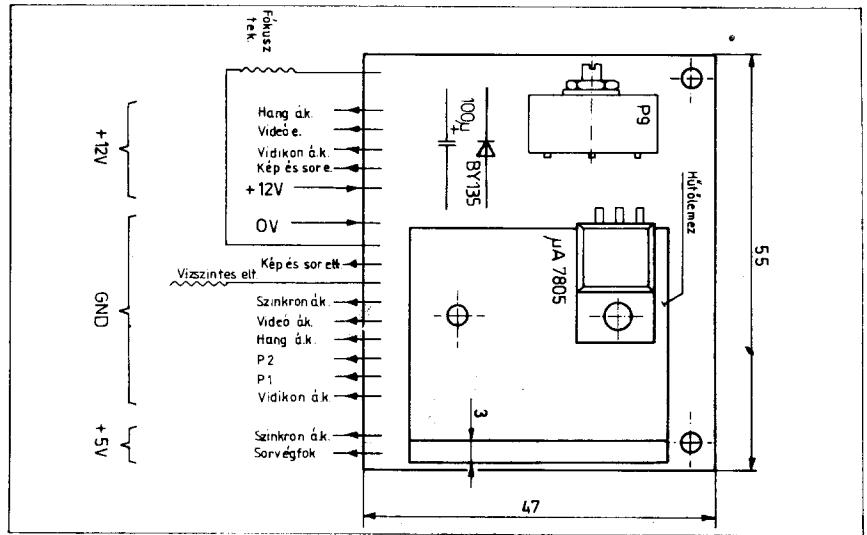 Fókusz
tek.
+12V
Hang á.k.
Videó e.
Vidikon á.k.
Kép és sor e.
+12V
0V
GND
Kép és sor elt.
Vízszintes elt.
Szinkron á.k.
Videó á.k.
Hang á.k.
P2
P1
Vidikon á.k.
+5V
Szinkron á.k.
Sorvégfok
100µ
+
BY135
P9
Hűtőlemez
µA 7805
3
55
47